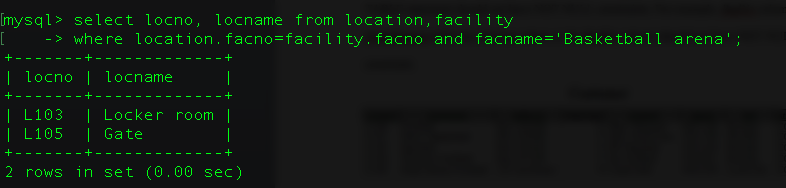 [mysql> select locno, locname from location,facility
[    -> where location.facno=facility.facno and facname='Basketball arena';
+-------+-------------+
| locno | locname     |
+-------+-------------+
| L103  | Locker room |
| L105  | Gate        |
+-------+-------------+
2 rows in set (0.00 sec)